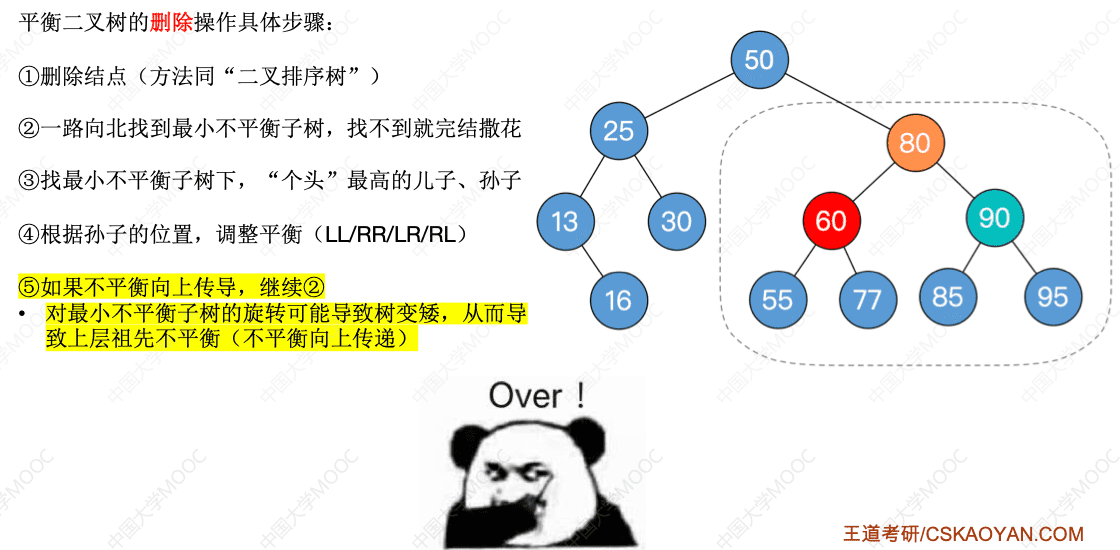 平衡二叉树的删除操作具体步骤：
①删除结点（方法同“二叉排序树”）
②一路向北找到最小不平衡子树，找不到就完结撒花
③找最小不平衡子树下，“个头”最高的儿子、孙子
④根据孙子的位置，调整平衡（LL/RR/LR/RL）
⑤如果不平衡向上传导，继续②
• 对最小不平衡子树的旋转可能导致树变矮，从而导
致上层祖先不平衡（不平衡向上传递）
50
25
80
13
30
60
90
16
55
77
85
95
Over！
王道考研/CSKAOYAN.COM
中国大学MOOC